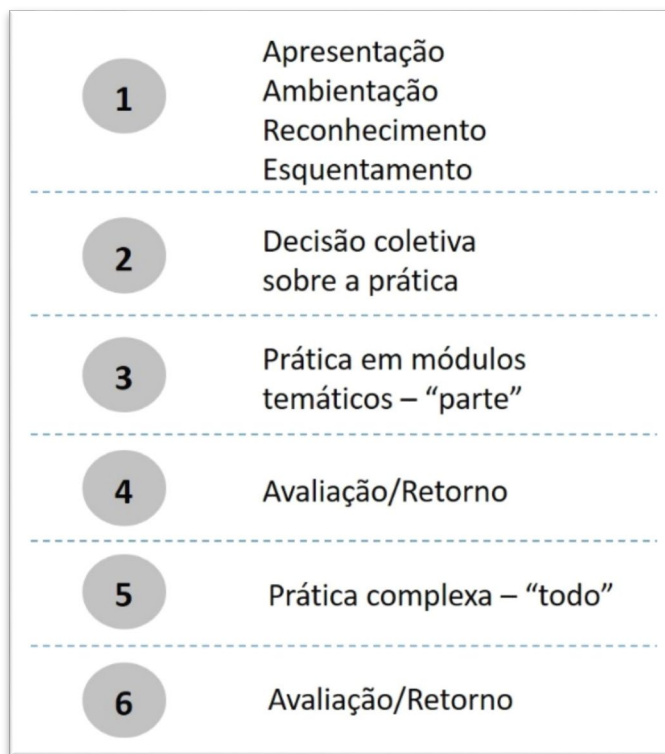 1
Apresentação
Ambientação
Reconhecimento
Esquentamento
2
Decisão coletiva
sobre a prática
3
Prática em módulos
temáticos – “parte”
4
Avaliação/Retorno
5
Prática complexa – “todo”
6
Avaliação/Retorno